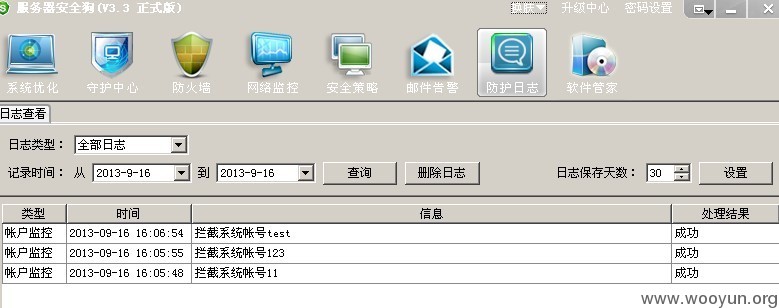 服务器安全狗(V3.3 正式版)
升级中心 密码设置
系统优化 守护中心 防火墙 网络监控 安全策略 邮件告警 防护日志 软件管家
日志查看
日志类型： 全部日志
记录时间： 从 2013-9-16 到 2013-9-16 查询 删除日志 日志保存天数： 30 设置
类型 时间 信息 处理结果
帐户监控 2013-09-16 16:06:54 拦截系统帐号test 成功
帐户监控 2013-09-16 16:05:55 拦截系统帐号123 成功
帐户监控 2013-09-16 16:05:48 拦截系统帐号11 成功
www.wooyun.org